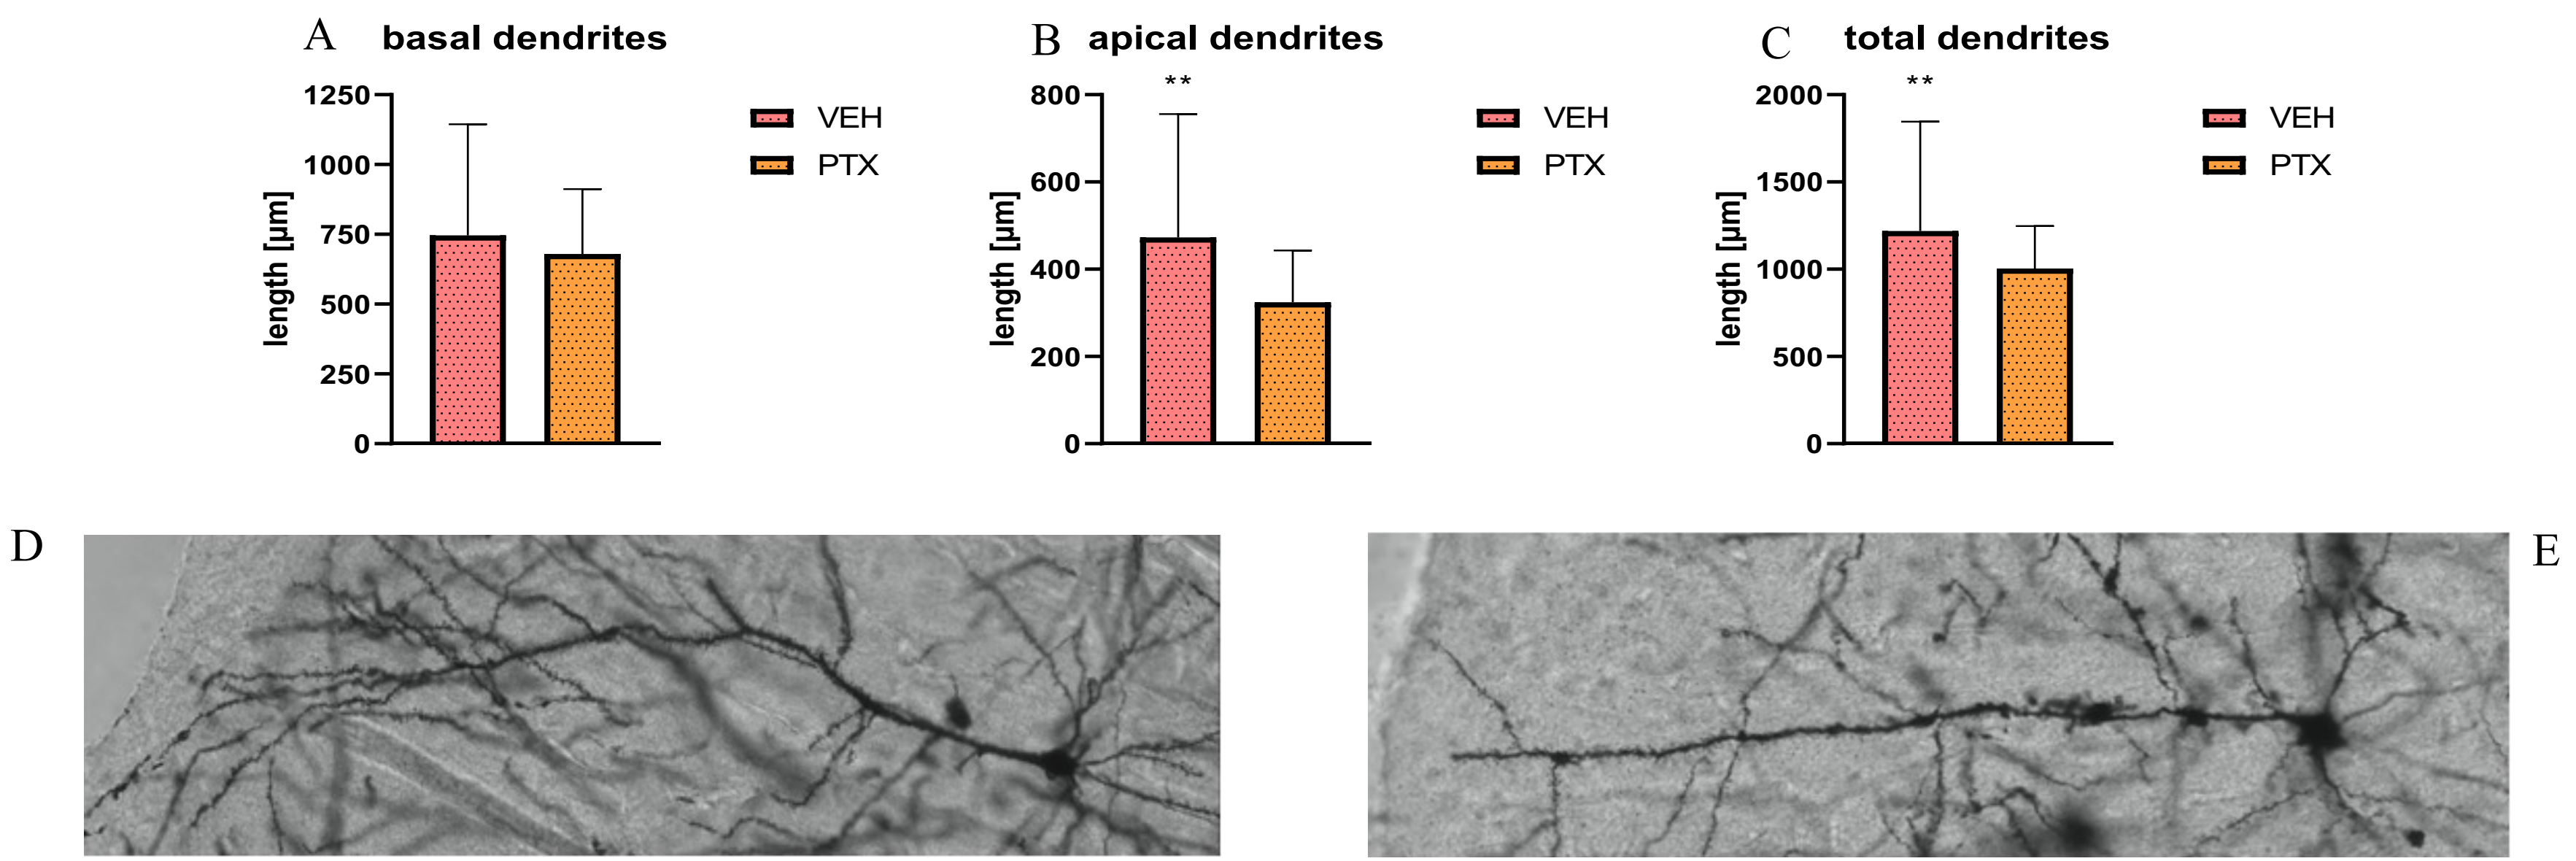 A basal dendrites
1250
1000
750
500
250
0
length [µm]
VEH
PTX
B apical dendrites
**
800
600
400
200
0
length [µm]
VEH
PTX
C total dendrites
**
2000
1500
1000
500
0
length [µm]
VEH
PTX
D
E